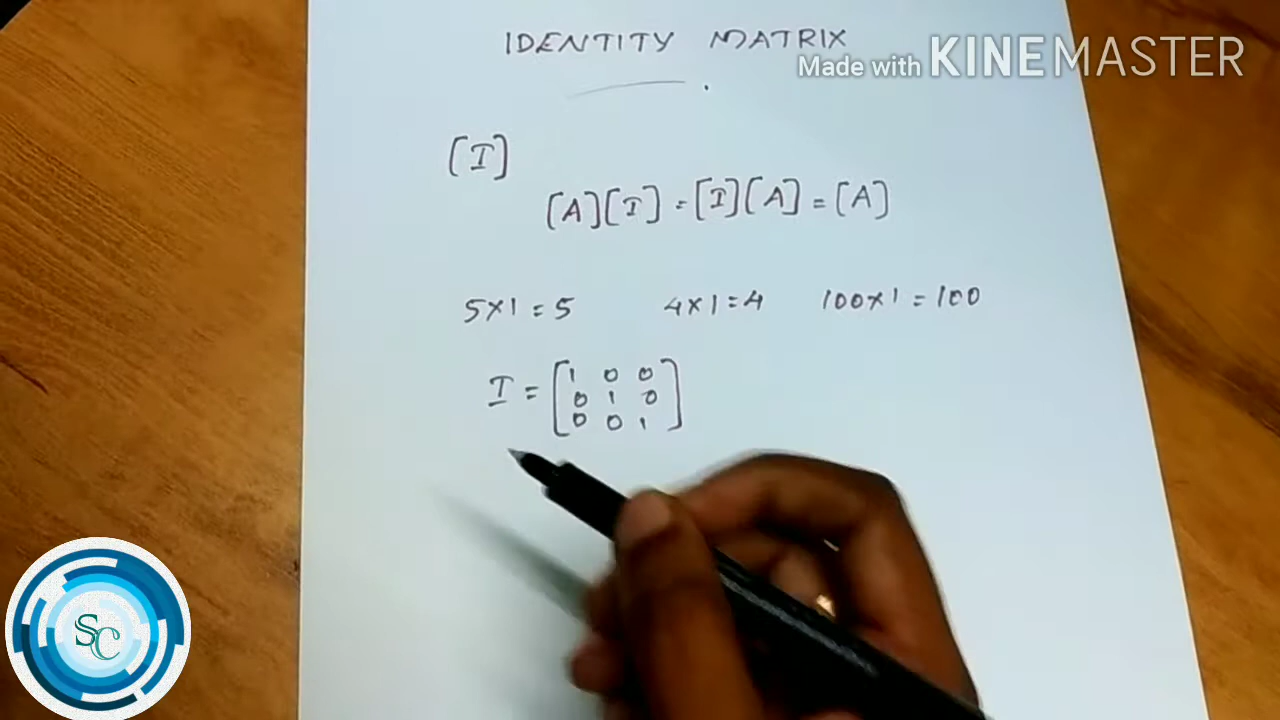 IDENTITY MATRIX
Made with KINEMASTER
[I]
[A][I] = [I][A] = [A]
5×1 = 5 4×1 = 4 100×1 = 100
I = [1 0 0
0 1 0
0 0 1]
SC